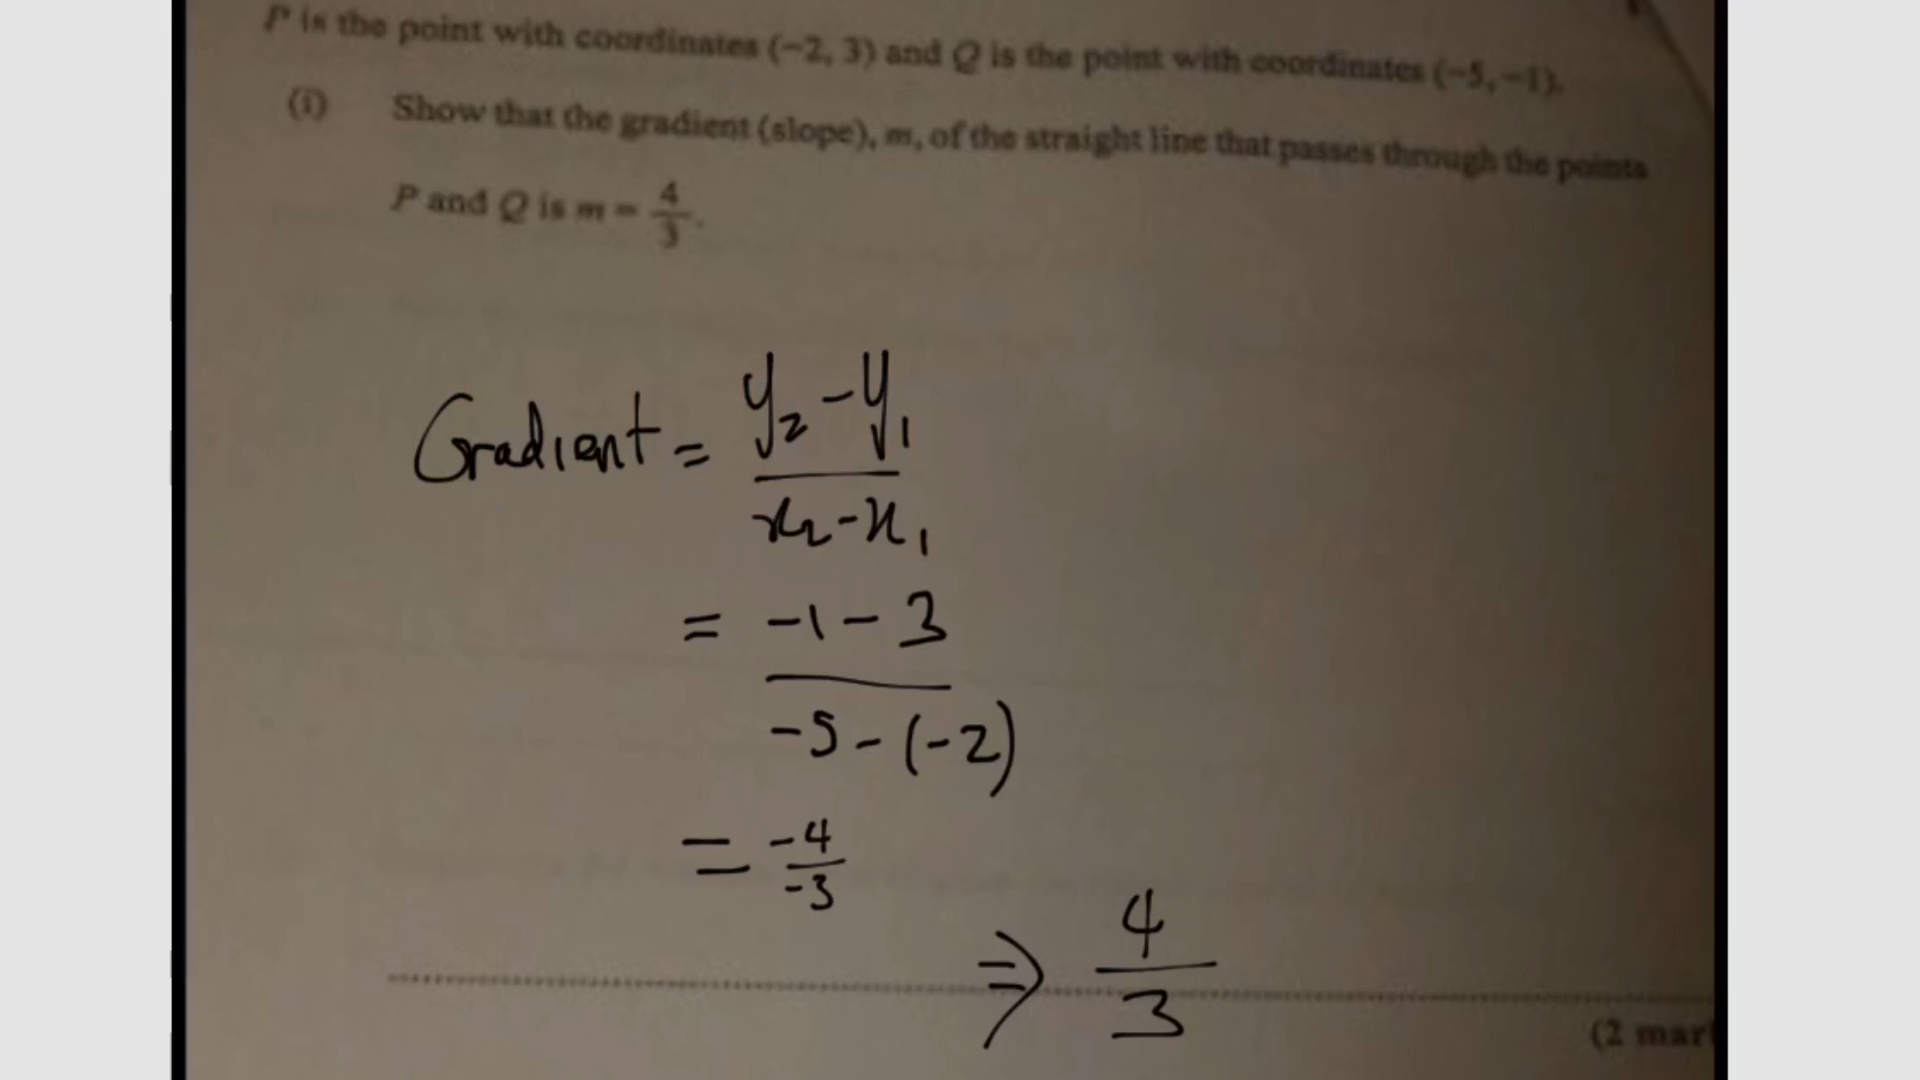 P is the point with coordinates (−2, 3) and Q is the point with coordinates (−5, −1).
(i) Show that the gradient (slope), m, of the straight line that passes through the points
P and Q is m = 4/3.
Gradient = y₂ - y₁ / x₂ - x₁
= -1 - 3 / -5 - (-2)
= -4/-3
⇒ 4/3
(2